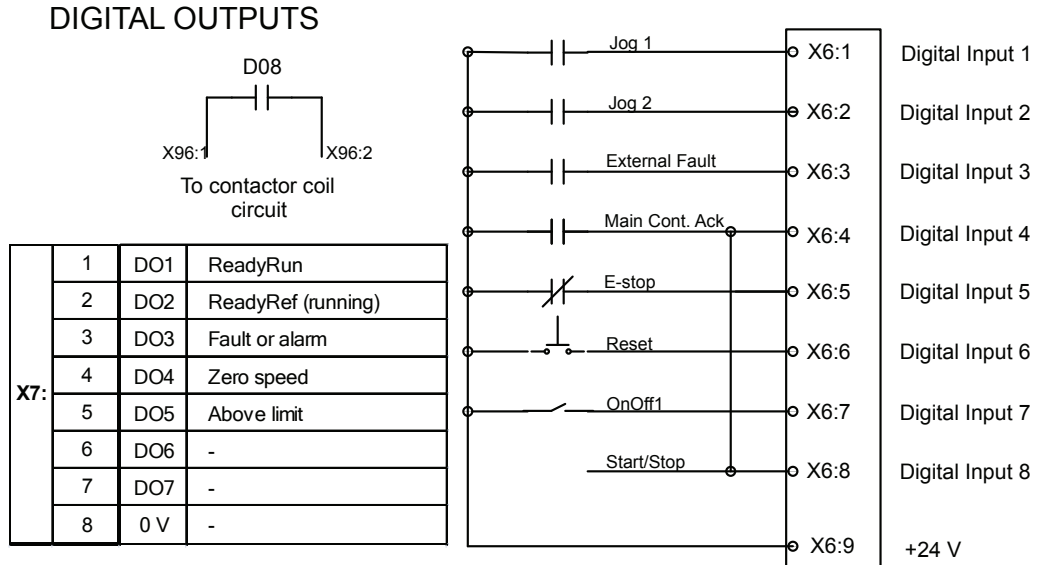 DIGITAL OUTPUTS
D08
X96:1 X96:2
To contactor coil
circuit
X7:
1 DO1 ReadyRun
2 DO2 ReadyRef (running)
3 DO3 Fault or alarm
4 DO4 Zero speed
5 DO5 Above limit
6 DO6 -
7 DO7 -
8 0 V -
Jog 1 X6:1 Digital Input 1
Jog 2 X6:2 Digital Input 2
External Fault X6:3 Digital Input 3
Main Cont. Ack X6:4 Digital Input 4
E-stop X6:5 Digital Input 5
Reset X6:6 Digital Input 6
OnOff1 X6:7 Digital Input 7
Start/Stop X6:8 Digital Input 8
X6:9 +24 V